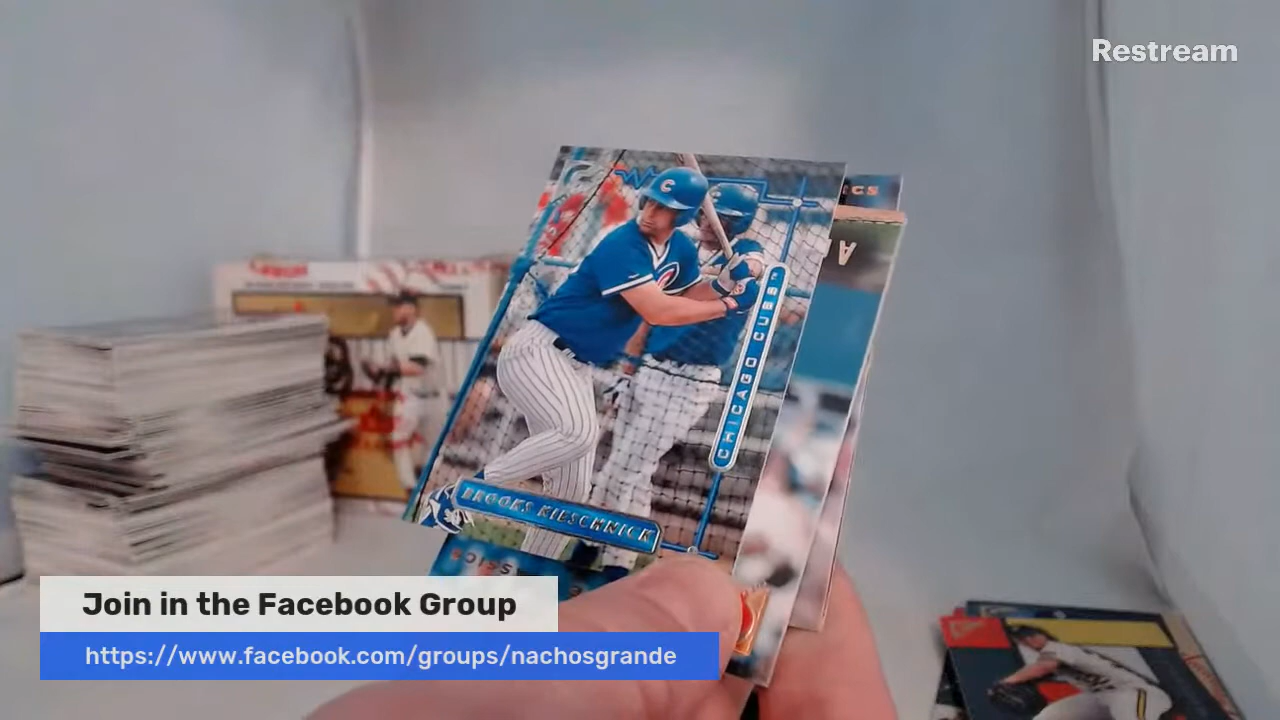 Restream
CHICAGO CUBS
BROOKS KIESCHNICK
Join in the Facebook Group
https://www.facebook.com/groups/nachosgrande